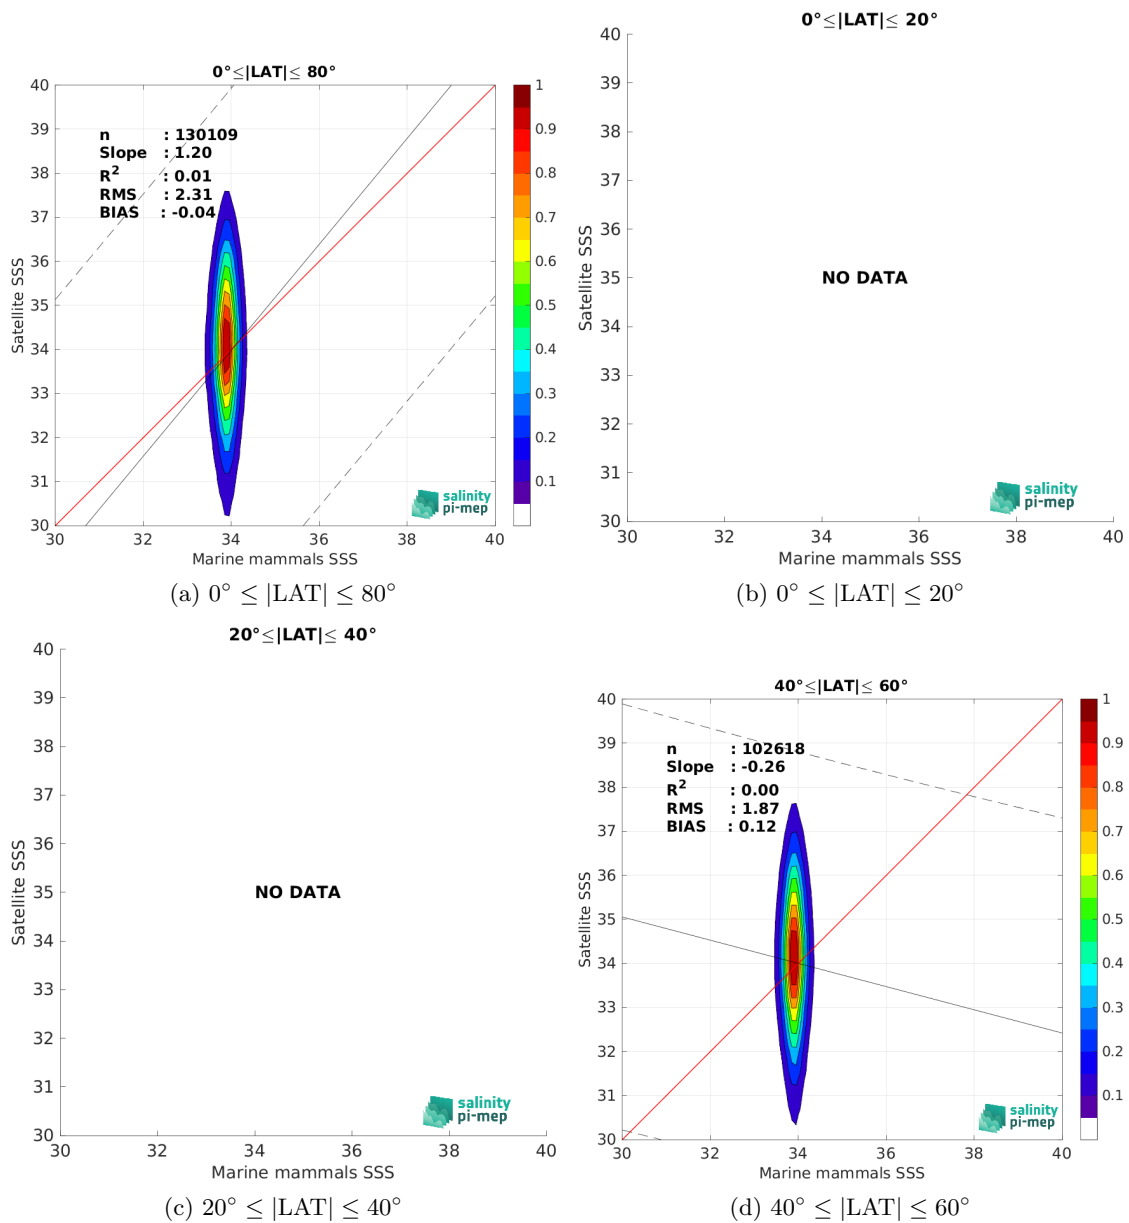 0°≤|LAT|≤ 80°
n : 130109
Slope : 1.20
R2 : 0.01
RMS : 2.31
BIAS : -0.04
40
39
38
37
36
35
34
33
32
31
30
30 32 34 36 38 40
Satellite SSS
Marine mammals SSS
1
0.9
0.8
0.7
0.6
0.5
0.4
0.3
0.2
0.1
salinity
pi-mep
(a) 0° ≤ |LAT| ≤ 80°
0°≤|LAT|≤ 20°
40
39
38
37
36
35
34
33
32
31
30
30 32 34 36 38 40
Satellite SSS
NO DATA
Marine mammals SSS
salinity
pi-mep
(b) 0° ≤ |LAT| ≤ 20°
20°≤|LAT|≤ 40°
40
39
38
37
36
35
34
33
32
31
30
30 32 34 36 38 40
Satellite SSS
NO DATA
Marine mammals SSS
salinity
pi-mep
(c) 20° ≤ |LAT| ≤ 40°
40°≤|LAT|≤ 60°
n : 102618
Slope : -0.26
R2 : 0.00
RMS : 1.87
BIAS : 0.12
40
39
38
37
36
35
34
33
32
31
30
30 32 34 36 38 40
Satellite SSS
Marine mammals SSS
1
0.9
0.8
0.7
0.6
0.5
0.4
0.3
0.2
0.1
salinity
pi-mep
(d) 40° ≤ |LAT| ≤ 60°